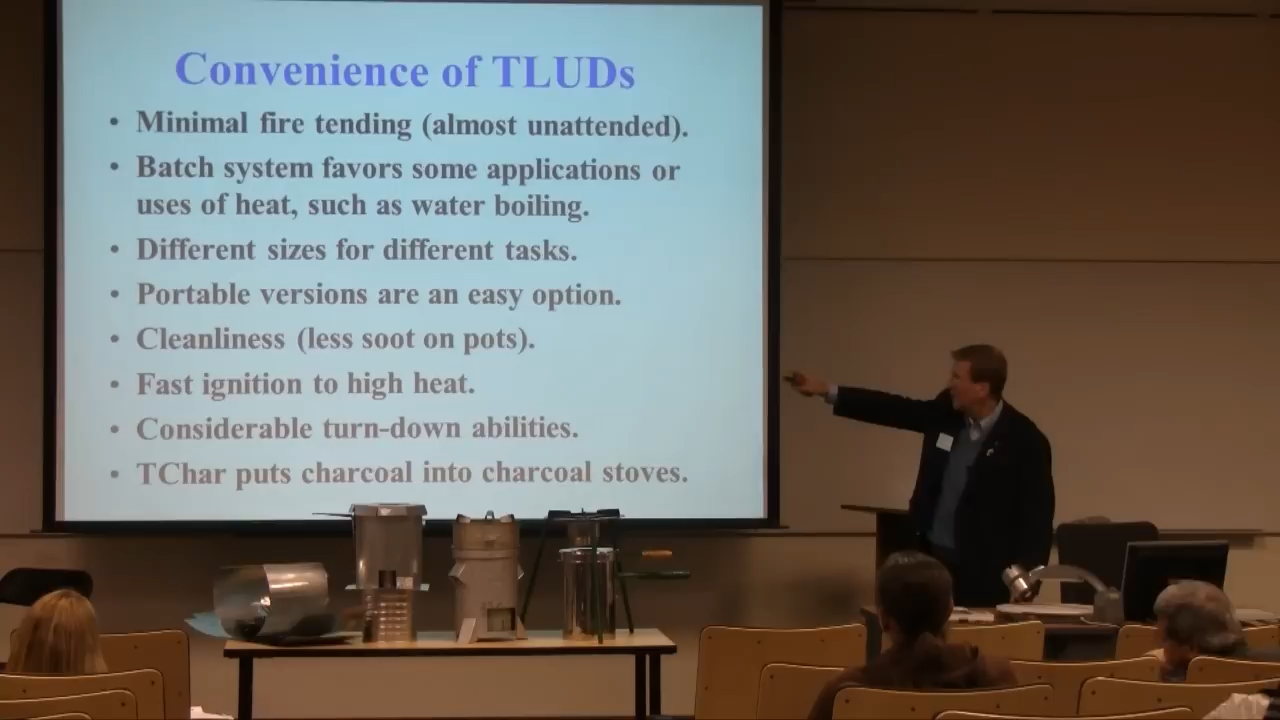 Convenience of TLUDs
• Minimal fire tending (almost unattended).
• Batch system favors some applications or
uses of heat, such as water boiling.
• Different sizes for different tasks.
• Portable versions are an easy option.
• Cleanliness (less soot on pots).
• Fast ignition to high heat.
• Considerable turn-down abilities.
• TChar puts charcoal into charcoal stoves.